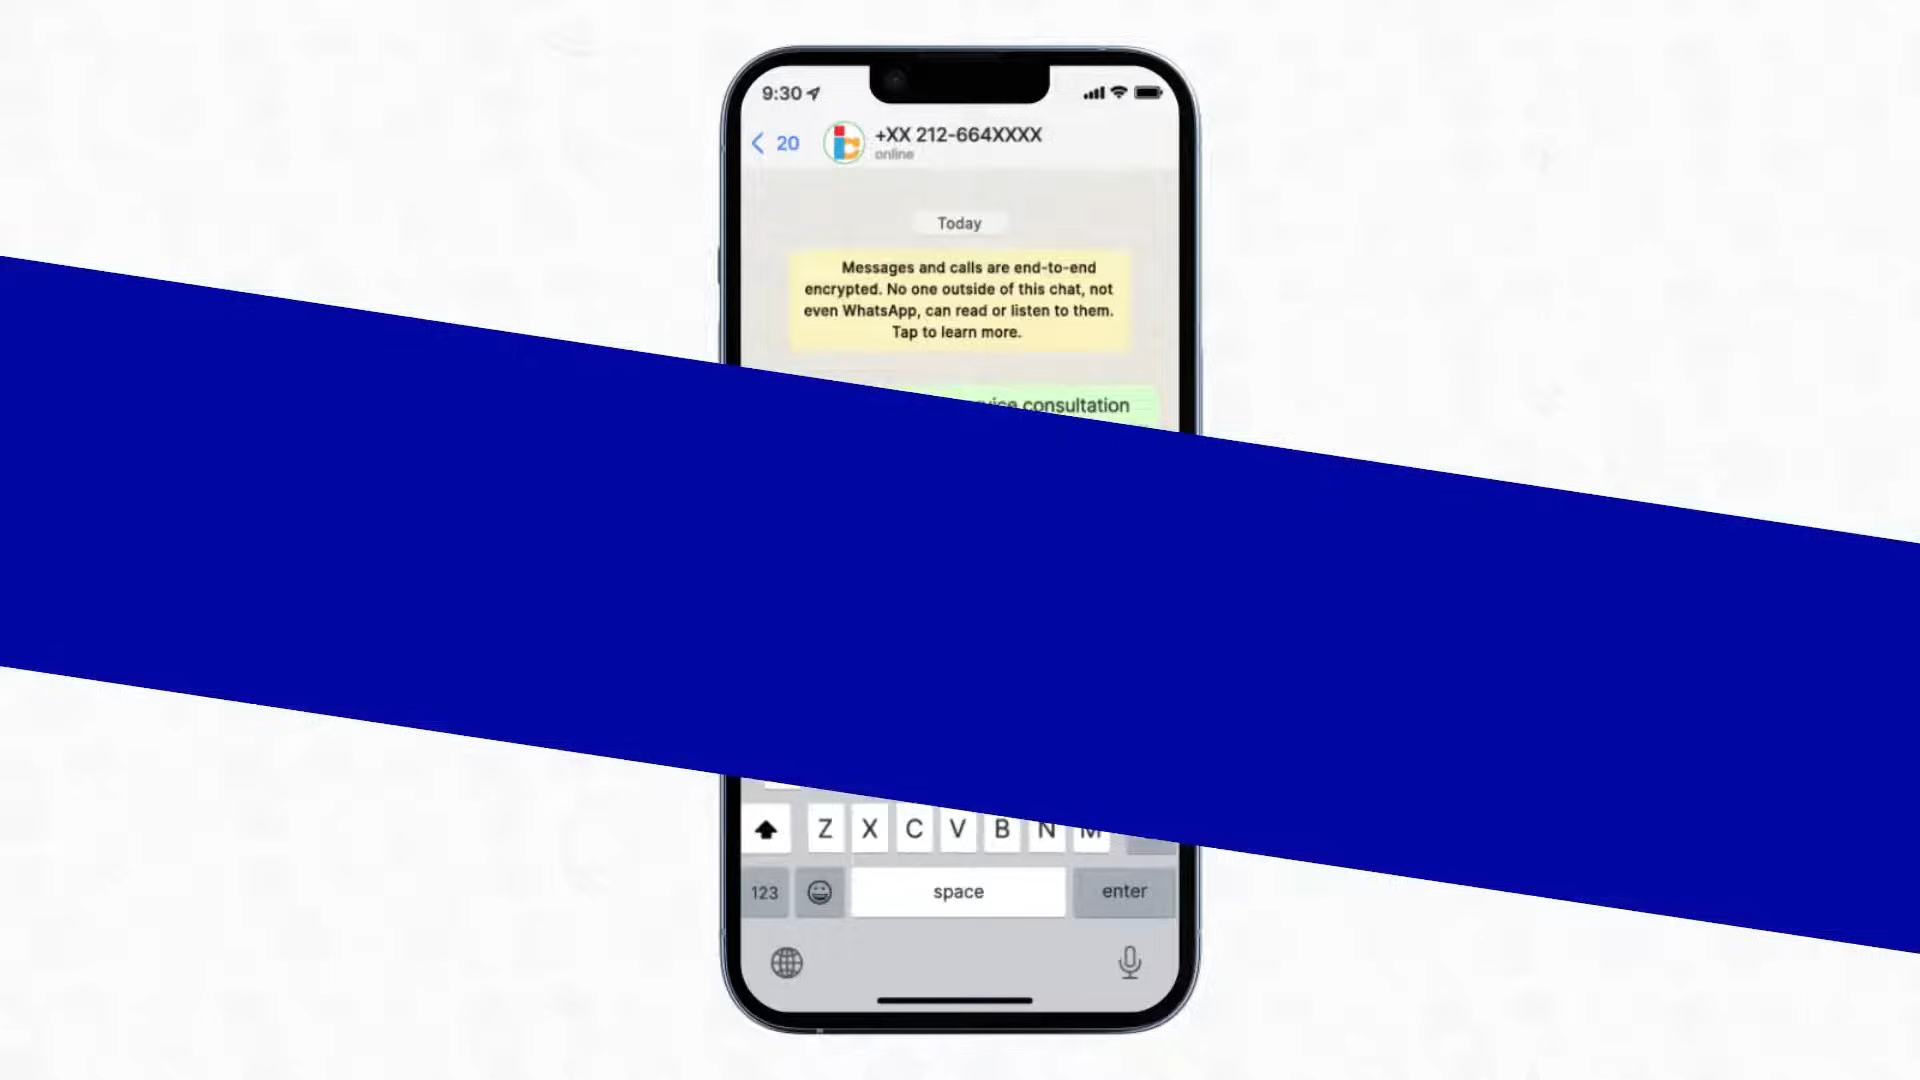 9:30
20
+XX 212-664XXXX
online
Today
Messages and calls are end-to-end
encrypted. No one outside of this chat, not
even WhatsApp, can read or listen to them.
Tap to learn more.
consultation
Z X C V B N M
123
space
enter